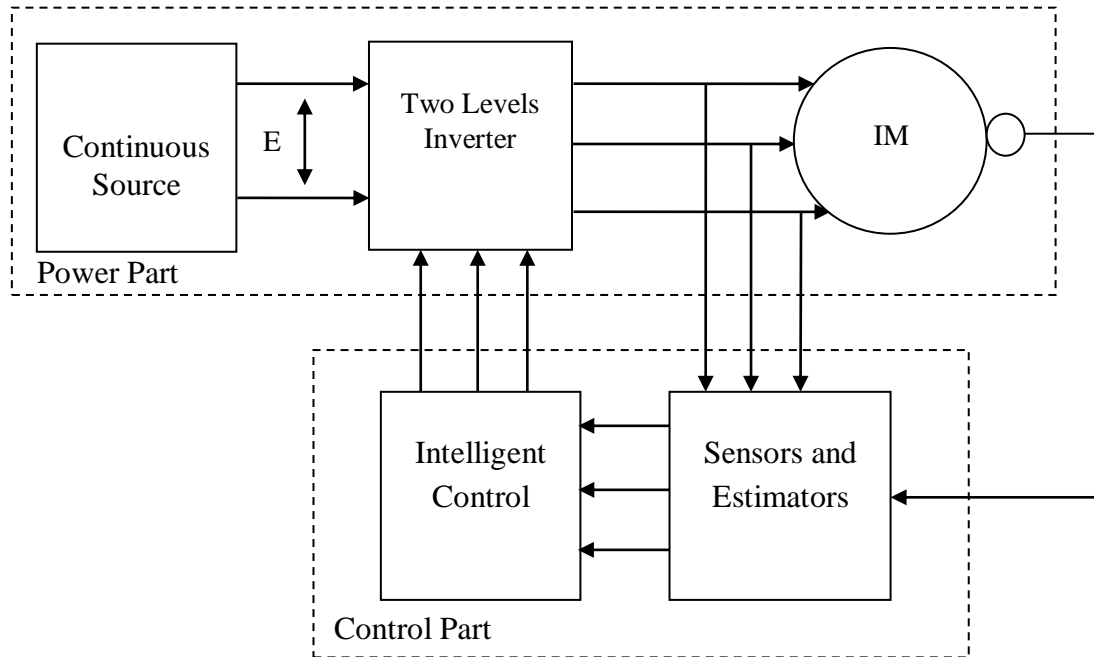 Continuous
Source
E
Two Levels
Inverter
IM
Power Part
Intelligent
Control
Sensors and
Estimators
Control Part